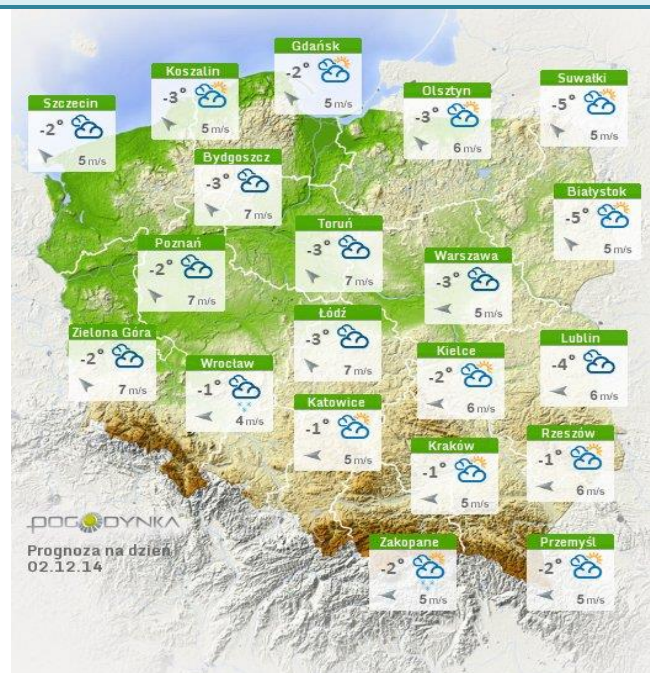 Gdańsk
-2°
5 m/s
Koszalin
-3°
5 m/s
Suwałki
-5°
5 m/s
Olsztyn
-3°
6 m/s
Szczecin
-2°
5 m/s
Bydgoszcz
-3°
7 m/s
Białystok
-5°
5 m/s
Toruń
-3°
7 m/s
Poznań
-2°
7 m/s
Warszawa
-3°
5 m/s
Łódź
-3°
7 m/s
Zielona Góra
-2°
7 m/s
Lublin
-4°
6 m/s
Kielce
-2°
6 m/s
Wrocław
-1°
4 m/s
Katowice
-1°
5 m/s
Rzeszów
-1°
6 m/s
Kraków
-1°
5 m/s
POGODYNKA
Prognoza na dzień
02.12.14
Zakopane
-2°
5 m/s
Przemyśl
-2°
5 m/s